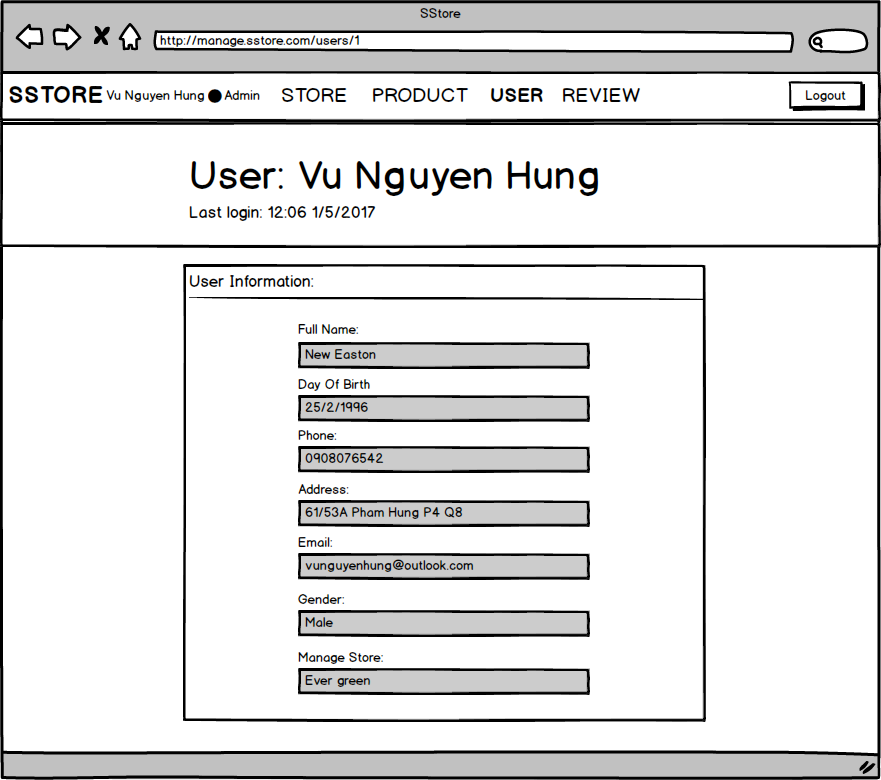 SStore
http://manage.sstore.com/users/1
SSTORE Vu Nguyen Hung Admin STORE PRODUCT USER REVIEW Logout
User: Vu Nguyen Hung
Last login: 12:06 1/5/2017
User Information:
Full Name:
New Easton
Day Of Birth
25/2/1996
Phone:
0908076542
Address:
61/53A Pham Hung P4 Q8
Email:
vunguyenhung@outlook.com
Gender:
Male
Manage Store:
Ever green